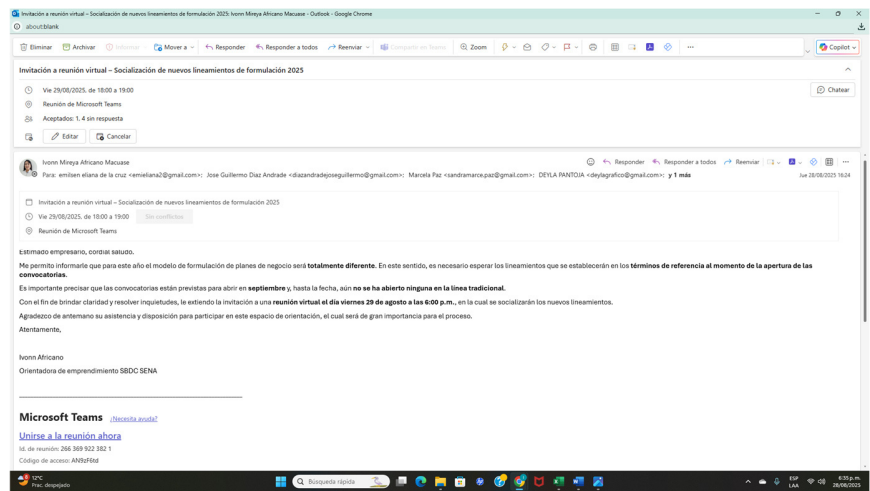 Invitación a reunión virtual – Socialización de nuevos lineamientos de formulación 2025: Ivonn Mireya Africano Macuase - Outlook - Google Chrome
about:blank
Eliminar Archivar Informar Mover a Responder Responder a todos Reenviar Compartir en Teams Zoom Copilot
Invitación a reunión virtual – Socialización de nuevos lineamientos de formulación 2025
Vie 29/08/2025, de 18:00 a 19:00 Chatear
Reunión de Microsoft Teams
Aceptados: 1, 4 sin respuesta
Editar Cancelar
Ivonn Mireya Africano Macuase Responder Responder a todos Reenviar
Para: emilsen eliana de la cruz <emieliana2@gmail.com>; Jose Guillermo Diaz Andrade <diazandradejoseguillermo@gmail.com>; Marcela Paz <sandramarce.paz@gmail.com>; DEYLA PANTOJA <deylagrafico@gmail.com>; y 1 más Jue 28/08/2025 16:24
Invitación a reunión virtual – Socialización de nuevos lineamientos de formulación 2025
Vie 29/08/2025, de 18:00 a 19:00 Sin conflictos
Reunión de Microsoft Teams
Estimado empresario, cordial saludo.
Me permito informarle que para este año el modelo de formulación de planes de negocio será totalmente diferente. En este sentido, es necesario esperar los lineamientos que se establecerán en los términos de referencia al momento de la apertura de las
convocatorias.
Es importante precisar que las convocatorias están previstas para abrir en septiembre y, hasta la fecha, aún no se ha abierto ninguna en la línea tradicional.
Con el fin de brindar claridad y resolver inquietudes, le extiendo la invitación a una reunión virtual el día viernes 29 de agosto a las 6:00 p.m., en la cual se socializarán los nuevos lineamientos.
Agradezco de antemano su asistencia y disposición para participar en este espacio de orientación, el cual será de gran importancia para el proceso.
Atentamente,
Ivonn Africano
Orientadora de emprendimiento SBDC SENA
Microsoft Teams ¿Necesita ayuda?
Unirse a la reunión ahora
Id. de reunión: 266 369 922 382 1
Código de acceso: AN9zF6td
12°C
Prac. despejado
Búsqueda rápida
ESP
LAA
6:35 p.m.
28/08/2025